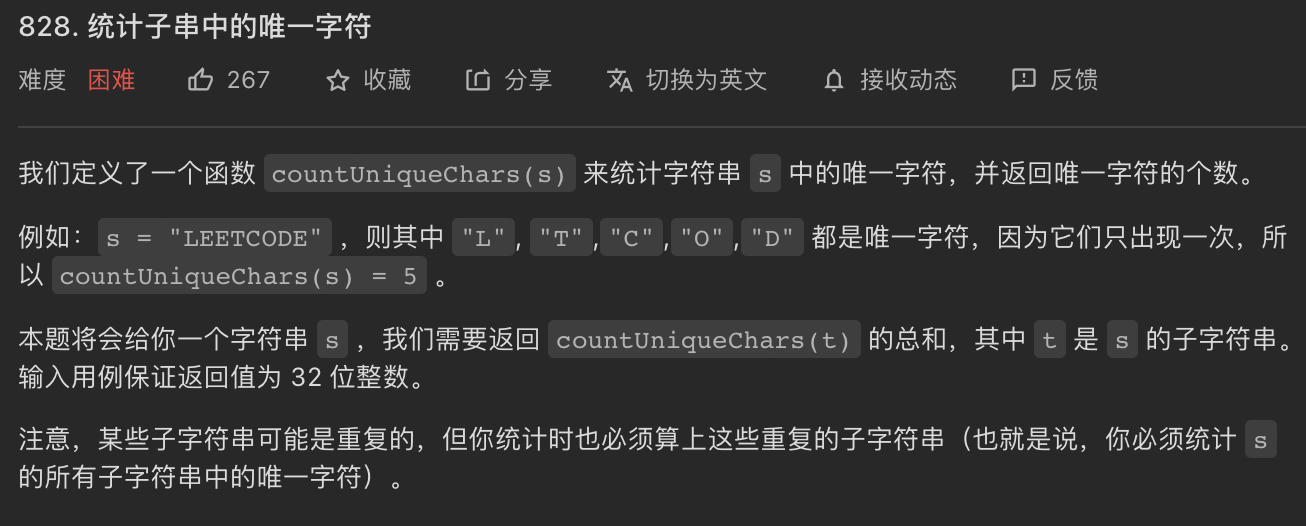 828. 统计子串中的唯一字符
难度 困难 267 收藏 分享 切换为英文 接收动态 反馈
我们定义了一个函数 countUniqueChars(s) 来统计字符串 s 中的唯一字符，并返回唯一字符的个数。
例如：s = "LEETCODE" ，则其中 "L", "T","C","O","D" 都是唯一字符，因为它们只出现一次，所
以 countUniqueChars(s) = 5 。
本题将会给你一个字符串 s ，我们需要返回 countUniqueChars(t) 的总和，其中 t 是 s 的子字符串。
输入用例保证返回值为 32 位整数。
注意，某些子字符串可能是重复的，但你统计时也必须算上这些重复的子字符串（也就是说，你必须统计 s
的所有子字符串中的唯一字符）。